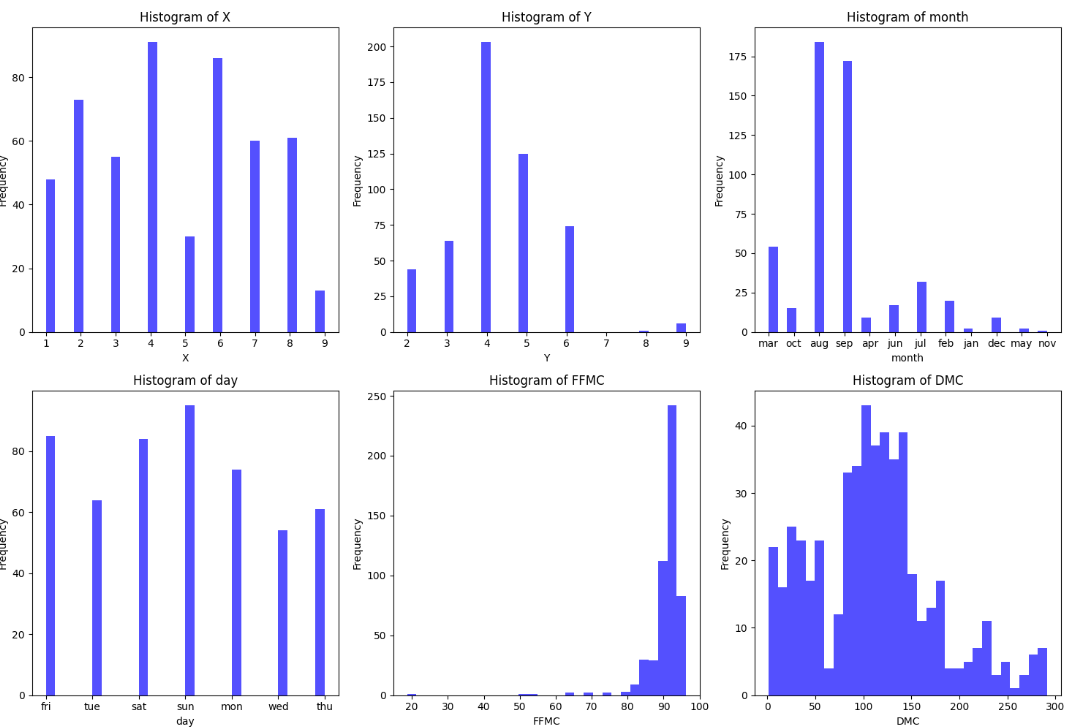 Histogram of X
Frequency
80
60
40
20
0
1 2 3 4 5 6 7 8 9
X
Histogram of Y
Frequency
200
175
150
125
100
75
50
25
0
2 3 4 5 6 7 8 9
Y
Histogram of month
Frequency
175
150
125
100
75
50
25
0
mar oct aug sep apr jun jul feb jan dec may nov
month
Histogram of day
Frequency
80
60
40
20
0
fri tue sat sun mon wed thu
day
Histogram of FFMC
Frequency
250
200
150
100
50
0
20 30 40 50 60 70 80 90 100
FFMC
Histogram of DMC
Frequency
40
30
20
10
0
0 50 100 150 200 250 300
DMC